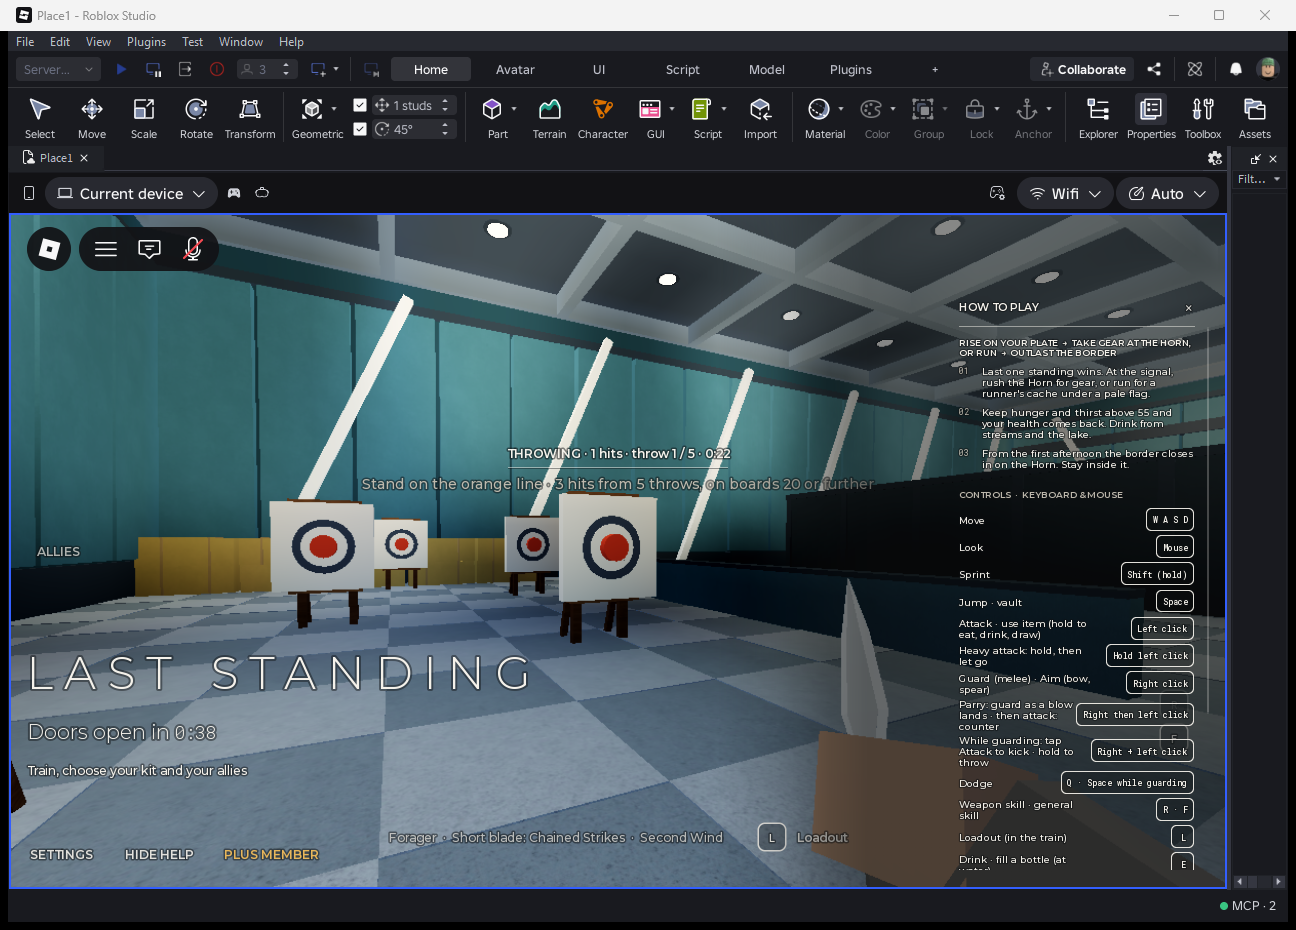 Place1 - Roblox Studio
File Edit View Plugins Test Window Help
Server... 3 Home Avatar UI Script Model Plugins + Collaborate
1 studs
45°
Select Move Scale Rotate Transform Geometric Part Terrain Character GUI Script Import Material Color Group Lock Anchor Explorer Properties Toolbox Assets
Place1
Filt...
Current device Wifi Auto
HOW TO PLAY ×
RISE ON YOUR PLATE → TAKE GEAR AT THE HORN,
OR RUN → OUTLAST THE BORDER
01 Last one standing wins. At the signal,
rush the Horn for gear, or run for a
runner's cache under a pale flag.
02 Keep hunger and thirst above 55 and
your health comes back. Drink from
streams and the lake.
03 From the first afternoon the border closes
in on the Horn. Stay inside it.
CONTROLS · KEYBOARD & MOUSE
Move W A S D
Look Mouse
Sprint Shift (hold)
Jump · vault Space
Attack · use item (hold to
eat, drink, draw) Left click
Heavy attack: hold, then
let go Hold left click
Guard (melee) · Aim (bow,
spear) Right click
Parry: guard as a blow
lands · then attack:
counter Right then left click
While guarding: tap
Attack to kick · hold to
throw Right + left click
Dodge Q · Space while guarding
Weapon skill · general
skill R · F
Loadout (in the train) L
Drink · fill a bottle (at
water) E
THROWING · 1 hits · throw 1 / 5 · 0:22
Stand on the orange line · 3 hits from 5 throws, on boards 20 or further
ALLIES
LAST STANDING
Doors open in 0:38
Train, choose your kit and your allies
Forager · Short blade: Chained Strikes · Second Wind L Loadout
SETTINGS HIDE HELP PLUS MEMBER
MCP · 2